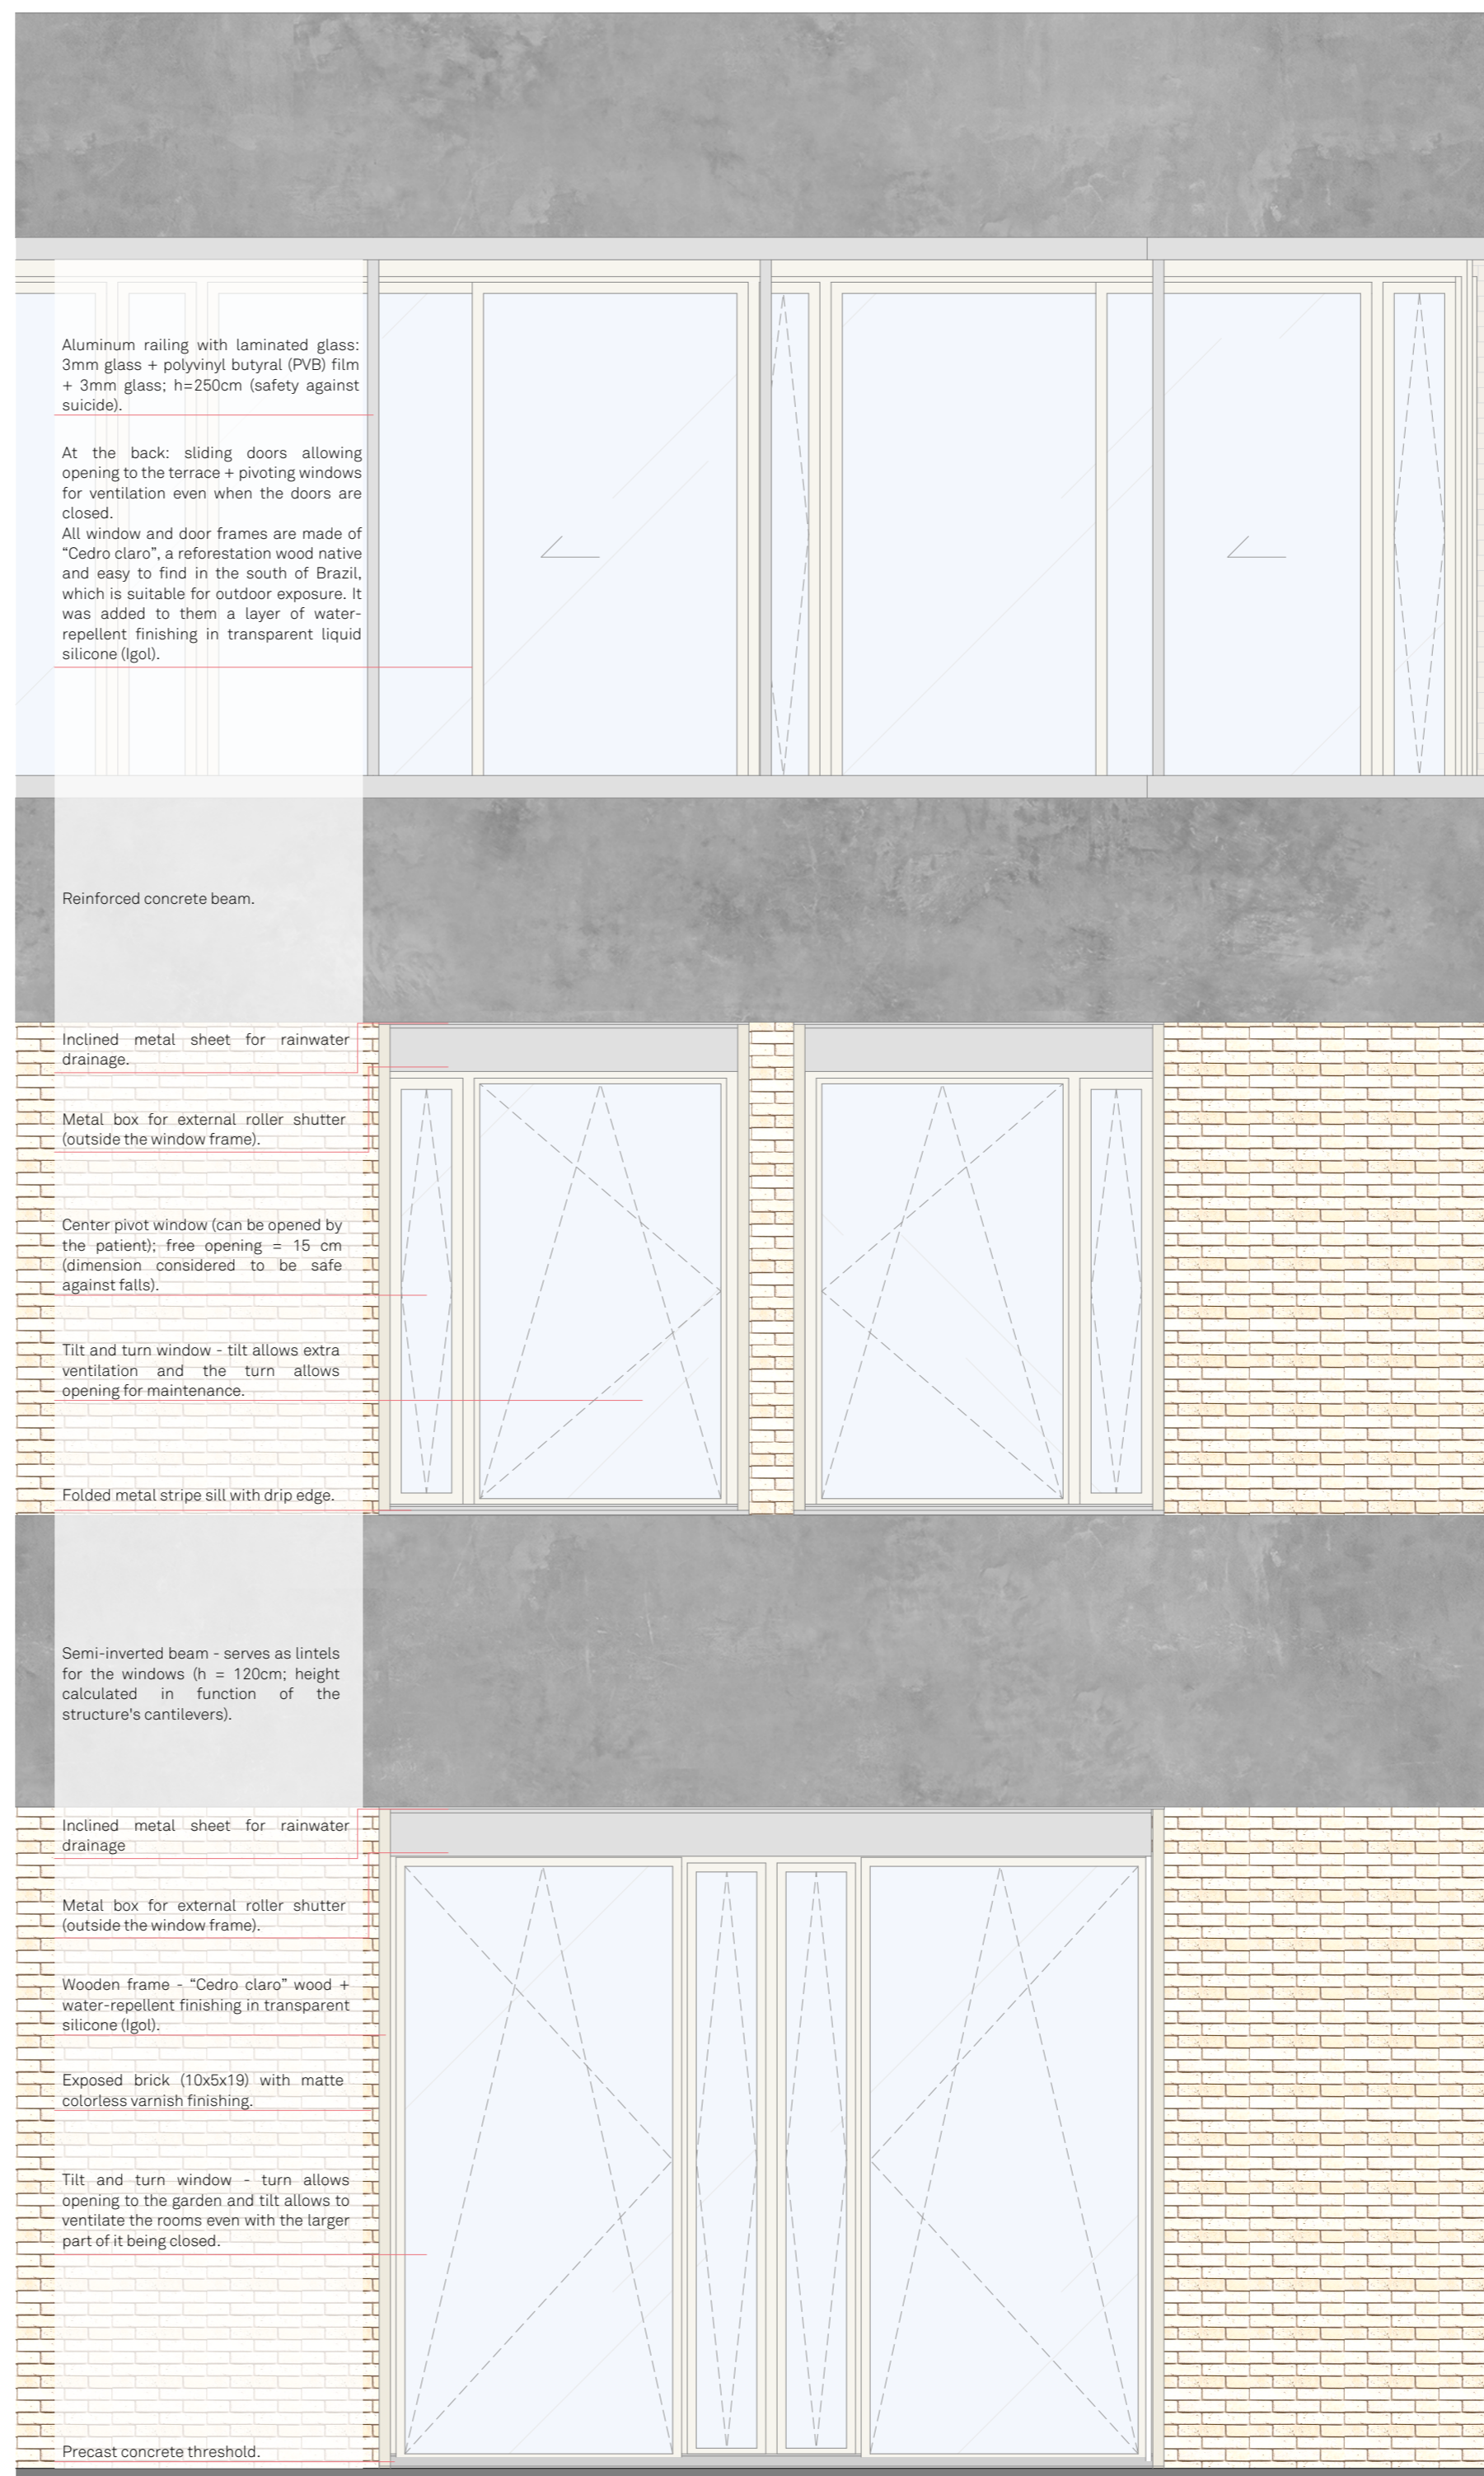 Aluminum railing with laminated glass:
3mm glass + polyvinyl butyral (PVB) film
+ 3mm glass; h=250cm (safety against
suicide).
At the back: sliding doors allowing
opening to the terrace + pivoting windows
for ventilation even when the doors are
closed.
All window and door frames are made of
“Cedro claro”, a reforestation wood native
and easy to find in the south of Brazil,
which is suitable for outdoor exposure. It
was added to them a layer of water-
repellent finishing in transparent liquid
silicone (Igol).
Reinforced concrete beam.
Inclined metal sheet for rainwater
drainage.
Metal box for external roller shutter
(outside the window frame).
Center pivot window (can be opened by
the patient); free opening = 15 cm
(dimension considered to be safe
against falls).
Tilt and turn window - tilt allows extra
ventilation and the turn allows
opening for maintenance.
Folded metal stripe sill with drip edge.
Semi-inverted beam - serves as lintels
for the windows (h = 120cm; height
calculated in function of the
structure's cantilevers).
Inclined metal sheet for rainwater
drainage
Metal box for external roller shutter
(outside the window frame).
Wooden frame - “Cedro claro” wood +
water-repellent finishing in transparent
silicone (Igol).
Exposed brick (10x5x19) with matte
colorless varnish finishing.
Tilt and turn window - turn allows
opening to the garden and tilt allows to
ventilate the rooms even with the larger
part of it being closed.
Precast concrete threshold.